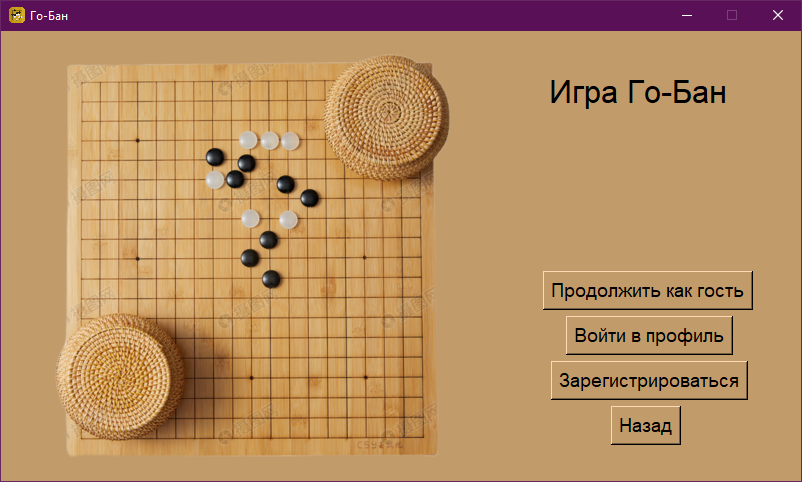 Го-Бан
Игра Го-Бан
Продолжить как гость
Войти в профиль
Зарегистрироваться
Назад